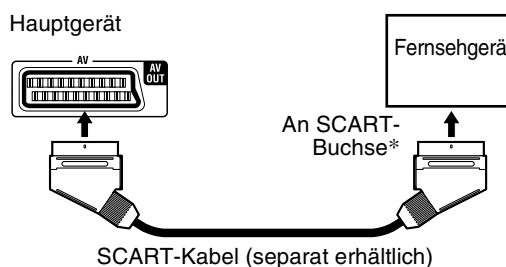 Hauptgerät
AV
AV
OUT
Fernsehgerä
An SCART-
Buchse*
SCART-Kabel (separat erhältlich)